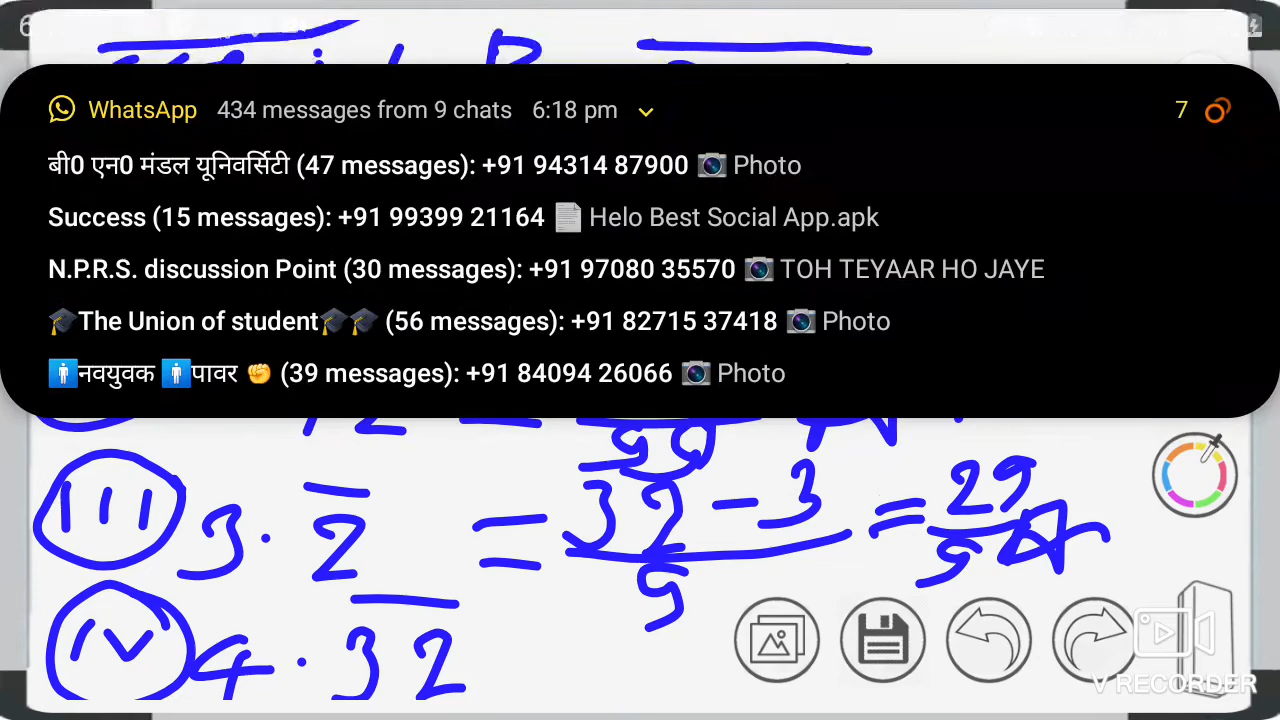 WhatsApp 434 messages from 9 chats 6:18 pm 7
बी0 एन0 मंडल यूनिवर्सिटी (47 messages): +91 94314 87900 📷 Photo
Success (15 messages): +91 99399 21164 📄 Helo Best Social App.apk
N.P.R.S. discussion Point (30 messages): +91 97080 35570 📷 TOH TEYAAR HO JAYE
🎓The Union of student🎓🎓 (56 messages): +91 82715 37418 📷 Photo
🚹नवयुवक 🚹पावर ✊ (39 messages): +91 84094 26066 📷 Photo
III 3.2̅ = 32-3/9 = 29/9
IV 4.3̅2̅
V RECORDER